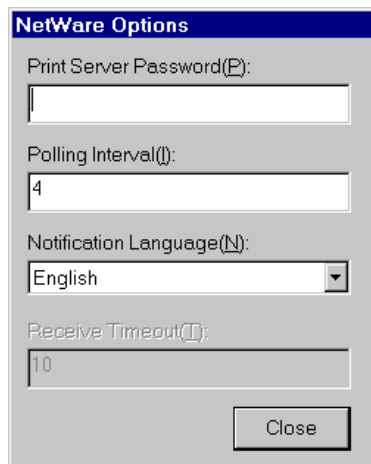 NetWare Options
Print Server Password(P):
Polling Interval(I):
4
Notification Language(N):
English
Receive Timeout(T):
10
Close